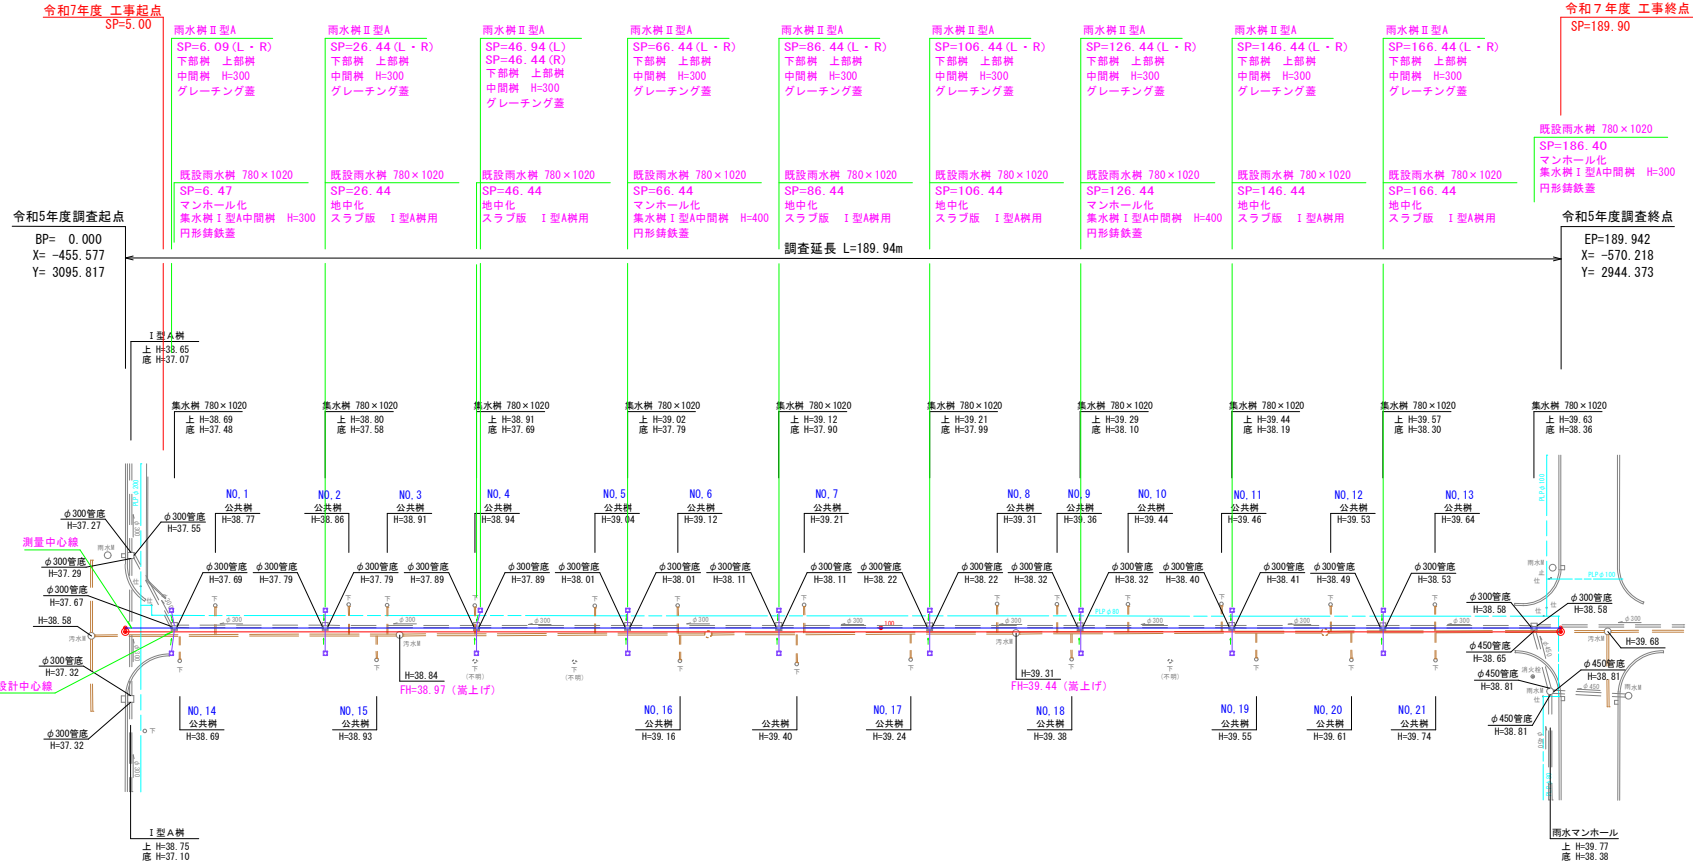 令和7年度 工事起点
SP=5.00
令和７年度 工事終点
SP=189.90
雨水桝Ⅱ型A
SP=6.09(L・R)
下部桝 上部桝
中間桝 H=300
グレーチング蓋
雨水桝Ⅱ型A
SP=26.44(L・R)
下部桝 上部桝
中間桝 H=300
グレーチング蓋
雨水桝Ⅱ型A
SP=46.94(L)
SP=46.44(R)
下部桝 上部桝
中間桝 H=300
グレーチング蓋
雨水桝Ⅱ型A
SP=66.44(L・R)
下部桝 上部桝
中間桝 H=300
グレーチング蓋
雨水桝Ⅱ型A
SP=86.44(L・R)
下部桝 上部桝
中間桝 H=300
グレーチング蓋
雨水桝Ⅱ型A
SP=106.44(L・R)
下部桝 上部桝
中間桝 H=300
グレーチング蓋
雨水桝Ⅱ型A
SP=126.44(L・R)
下部桝 上部桝
中間桝 H=300
グレーチング蓋
雨水桝Ⅱ型A
SP=146.44(L・R)
下部桝 上部桝
中間桝 H=300
グレーチング蓋
雨水桝Ⅱ型A
SP=166.44(L・R)
下部桝 上部桝
中間桝 H=300
グレーチング蓋
既設雨水桝 780×1020
SP=186.40
マンホール化
集水桝Ⅰ型A中間桝 H=300
円形鋳鉄蓋
既設雨水桝 780×1020
SP=6.47
マンホール化
集水桝Ⅰ型A中間桝 H=300
円形鋳鉄蓋
既設雨水桝 780×1020
SP=26.44
地中化
スラブ版 Ⅰ型A桝用
既設雨水桝 780×1020
SP=46.44
地中化
スラブ版 Ⅰ型A桝用
既設雨水桝 780×1020
SP=66.44
マンホール化
集水桝Ⅰ型A中間桝 H=400
円形鋳鉄蓋
既設雨水桝 780×1020
SP=86.44
地中化
スラブ版 Ⅰ型A桝用
既設雨水桝 780×1020
SP=106.44
地中化
スラブ版 Ⅰ型A桝用
既設雨水桝 780×1020
SP=126.44
マンホール化
集水桝Ⅰ型A中間桝 H=400
円形鋳鉄蓋
既設雨水桝 780×1020
SP=146.44
地中化
スラブ版 Ⅰ型A桝用
既設雨水桝 780×1020
SP=166.44
地中化
スラブ版 Ⅰ型A桝用
令和5年度調査起点
BP= 0.000
X= -455.577
Y= 3095.817
調査延長 L=189.94m
令和5年度調査終点
EP=189.942
X= -570.218
Y= 2944.373
Ⅰ型A桝
上 H=38.65
底 H=37.07
集水桝 780×1020
上 H=38.69
底 H=37.48
集水桝 780×1020
上 H=38.80
底 H=37.58
集水桝 780×1020
上 H=38.91
底 H=37.69
集水桝 780×1020
上 H=39.02
底 H=37.79
集水桝 780×1020
上 H=39.12
底 H=37.90
集水桝 780×1020
上 H=39.21
底 H=37.99
集水桝 780×1020
上 H=39.29
底 H=38.10
集水桝 780×1020
上 H=39.44
底 H=38.19
集水桝 780×1020
上 H=39.57
底 H=38.30
集水桝 780×1020
上 H=39.63
底 H=38.36
NO.1
公共桝
H=38.77
NO.2
公共桝
H=38.86
NO.3
公共桝
H=38.91
NO.4
公共桝
H=38.94
NO.5
公共桝
H=39.04
NO.6
公共桝
H=39.12
NO.7
公共桝
H=39.21
NO.8
公共桝
H=39.31
NO.9
公共桝
H=39.36
NO.10
公共桝
H=39.44
NO.11
公共桝
H=39.46
NO.12
公共桝
H=39.53
NO.13
公共桝
H=39.64
φ300管底
H=37.27
φ300管底
H=37.55
測量中心線
雨水M
φ300管底
H=37.29
φ300管底
H=37.67
H=38.58
汚水M
φ300管底
H=37.32
設計中心線
φ300管底
H=37.32
φ300管底
H=37.69
φ300管底
H=37.79
φ300管底
H=37.79
φ300管底
H=37.89
φ300管底
H=37.89
φ300管底
H=38.01
φ300管底
H=38.01
φ300管底
H=38.11
φ300管底
H=38.11
φ300管底
H=38.22
φ300管底
H=38.22
φ300管底
H=38.32
φ300管底
H=38.32
φ300管底
H=38.40
φ300管底
H=38.41
φ300管底
H=38.49
φ300管底
H=38.53
φ300管底
H=38.58
φ300管底
H=38.58
雨水M
PLPφ100
PLPφ80
100
汚水M
H=38.84
FH=38.97 (嵩上げ)
(不明)
(不明)
汚水M
H=39.31
FH=39.44 (嵩上げ)
(不明)
φ450管底
H=38.65
汚水M
H=39.68
φ450管底
H=38.81
消火栓
雨水M
φ450管底
H=38.81
雨水M
φ450管底
H=38.81
NO.14
公共桝
H=38.69
NO.15
公共桝
H=38.93
NO.16
公共桝
H=39.16
公共桝
H=39.40
NO.17
公共桝
H=39.24
NO.18
公共桝
H=39.38
NO.19
公共桝
H=39.55
NO.20
公共桝
H=39.61
NO.21
公共桝
H=39.74
Ⅰ型A桝
上 H=38.75
底 H=37.10
雨水マンホール
上 H=39.77
底 H=38.38